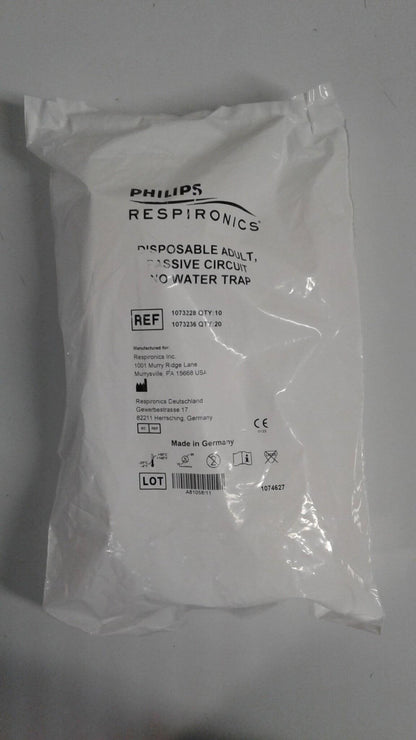 PHILIPS
RESPIRONICS
DISPOSABLE ADULT,
PASSIVE CIRCUIT
NO WATER TRAP
REF 1073228 QTY:10
1073236 QTY:20
Manufactured for:
Respironics Inc.
1001 Murry Ridge Lane
Murrysville, PA 15668 USA
Respironics Deutschland
Gewerbestrasse 17
82211 Herrsching, Germany
EC REP
CE
Made in Germany
LOT
1074627